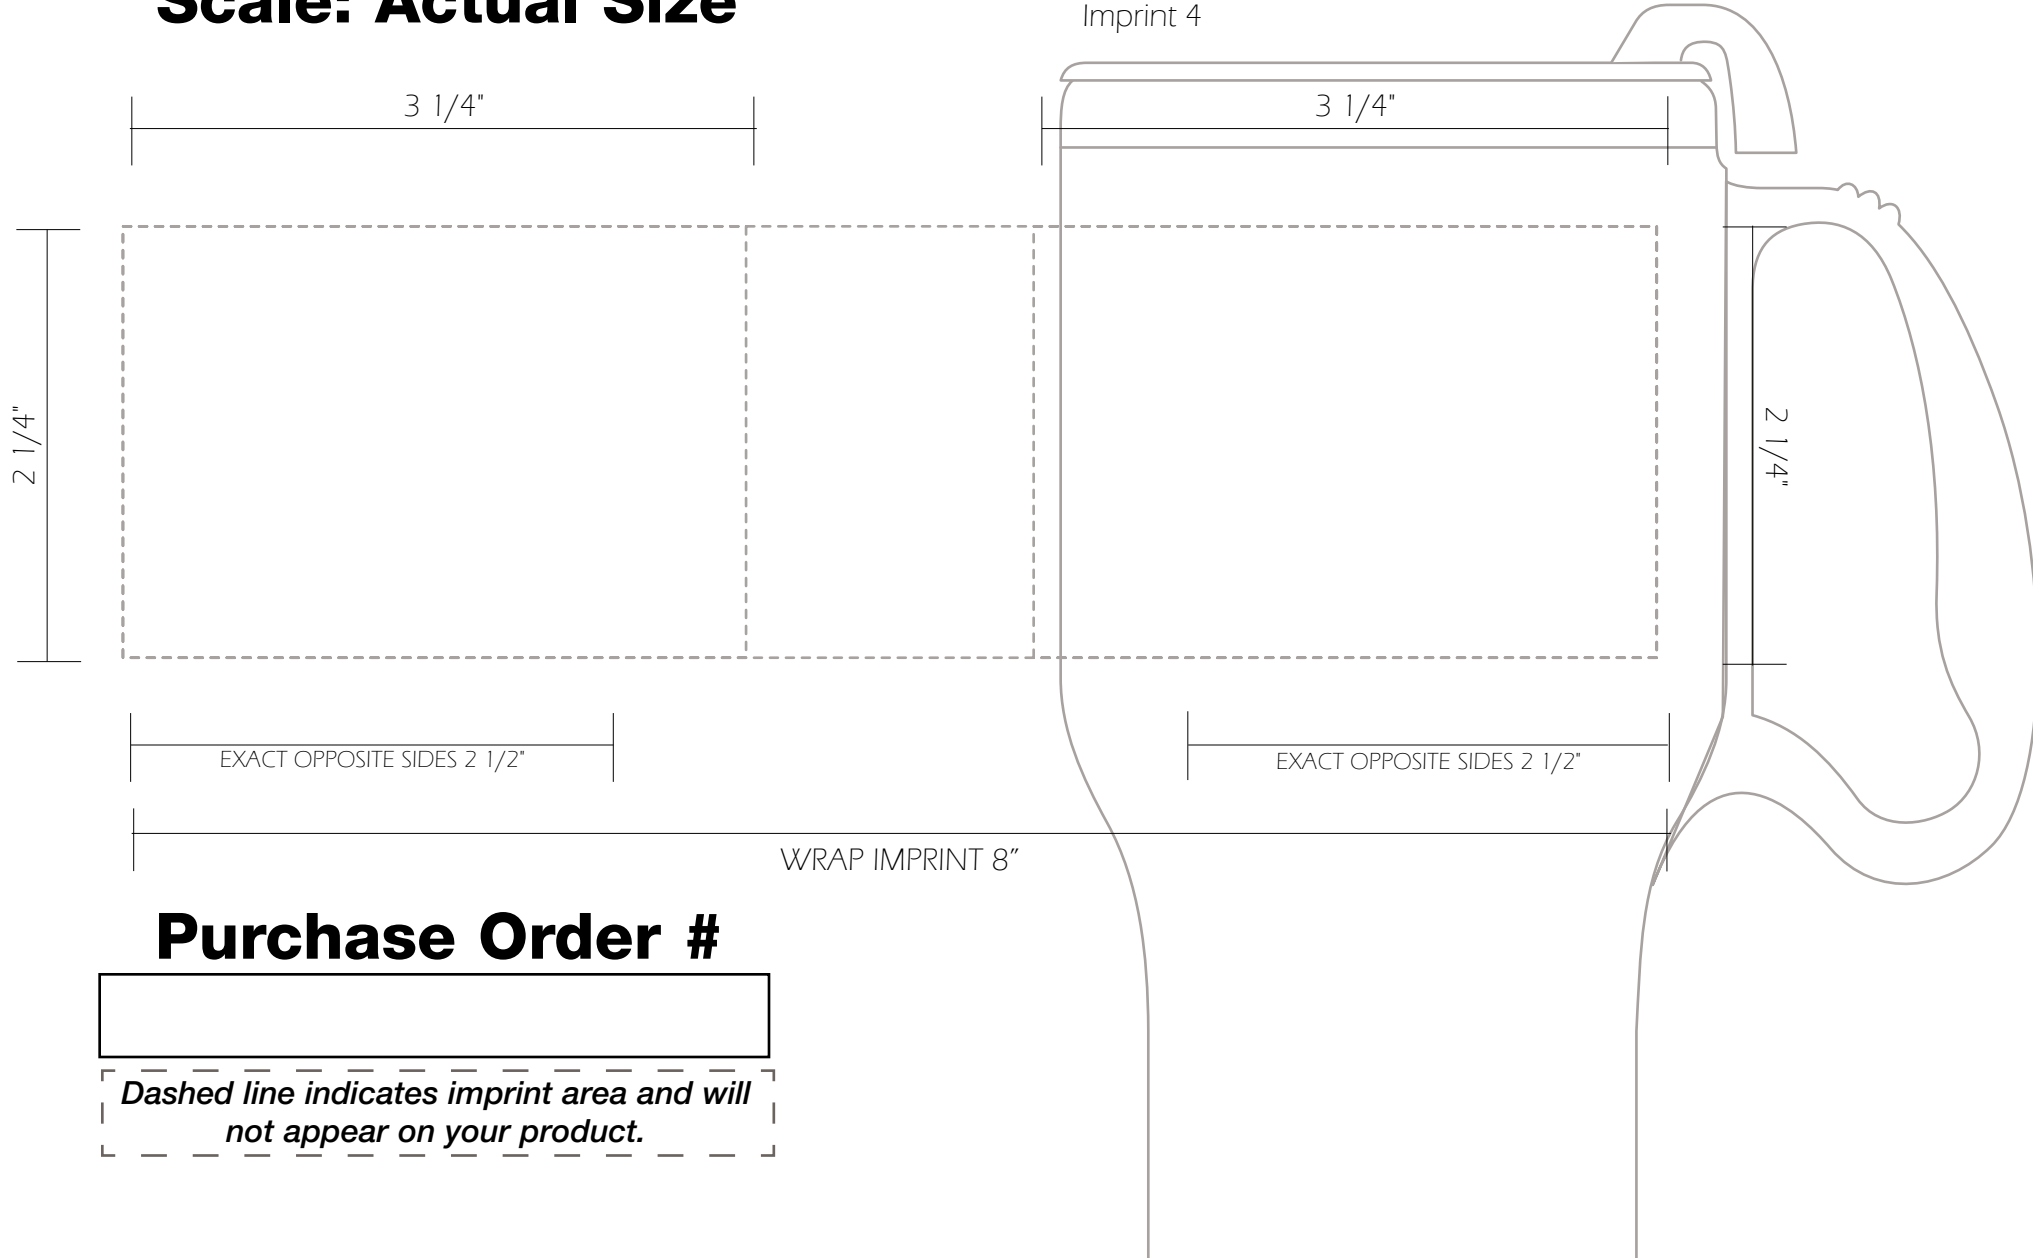 Scale: Actual Size
Imprint 4
3 1/4"
3 1/4"
2 1/4"
2 1/4"
EXACT OPPOSITE SIDES 2 1/2"
EXACT OPPOSITE SIDES 2 1/2"
WRAP IMPRINT 8”
Purchase Order #
Dashed line indicates imprint area and will
not appear on your product.